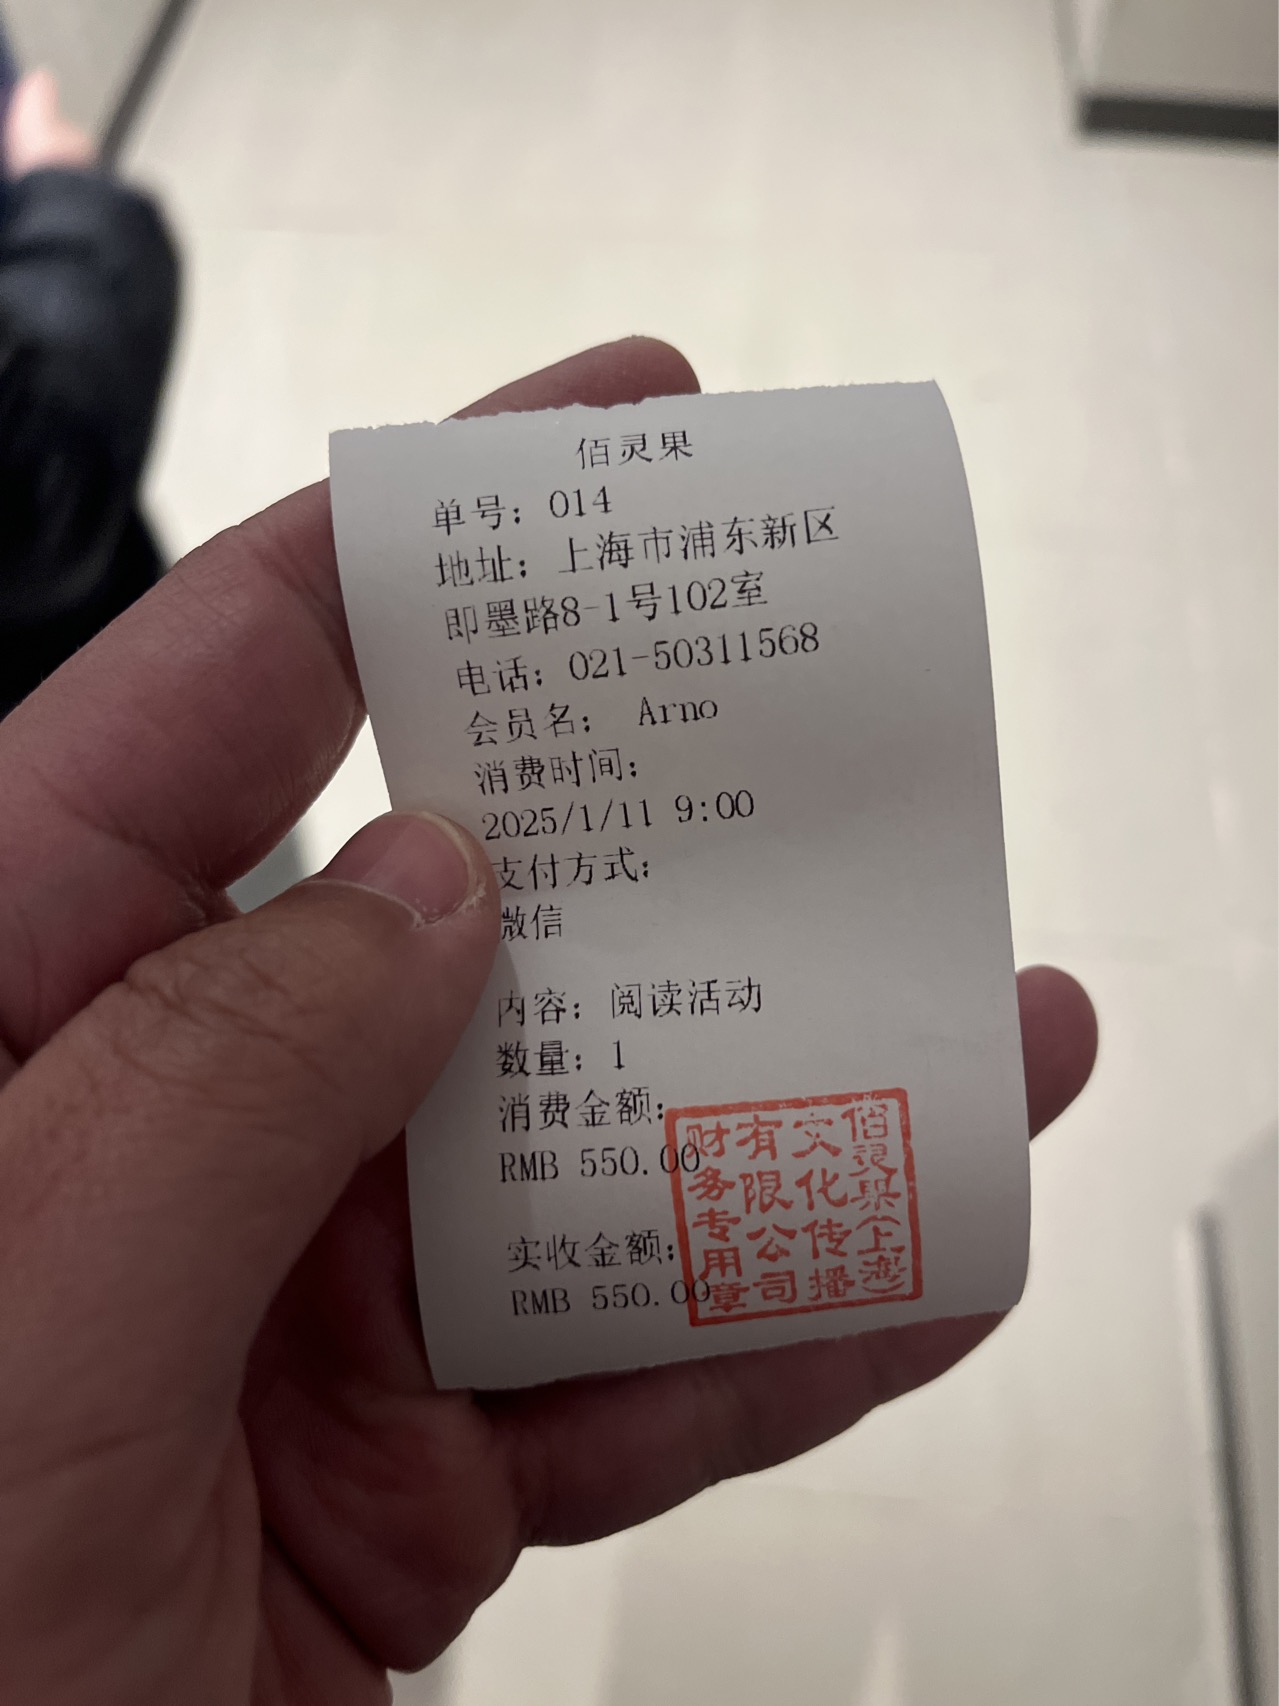 佰灵果
单号：014
地址：上海市浦东新区
即墨路8-1号102室
电话：021-50311568
会员名： Arno
消费时间：
2025/1/11 9:00
支付方式：
微信
内容：阅读活动
数量：1
消费金额：
RMB 550.00
实收金额：
RMB 550.00
佰灵果(上海)
文化传播
有限公司
财务专用章